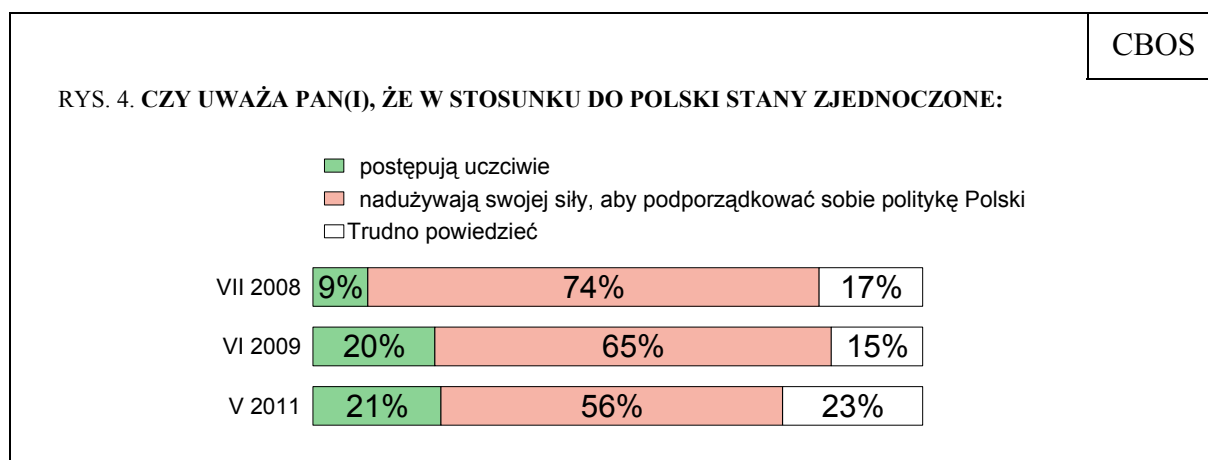 CBOS
RYS. 4. CZY UWAŻA PAN(I), ŻE W STOSUNKU DO POLSKI STANY ZJEDNOCZONE:
postępują uczciwie
nadużywają swojej siły, aby podporządkować sobie politykę Polski
Trudno powiedzieć
VII 2008 9% 74% 17%
VI 2009 20% 65% 15%
V 2011 21% 56% 23%